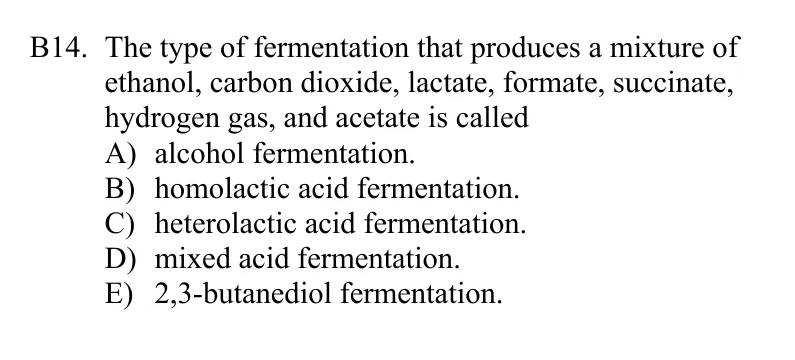 B14. The type of fermentation that produces a mixture of
ethanol, carbon dioxide, lactate, formate, succinate,
hydrogen gas, and acetate is called
A) alcohol fermentation.
B) homolactic acid fermentation.
C) heterolactic acid fermentation.
D) mixed acid fermentation.
E) 2,3-butanediol fermentation.